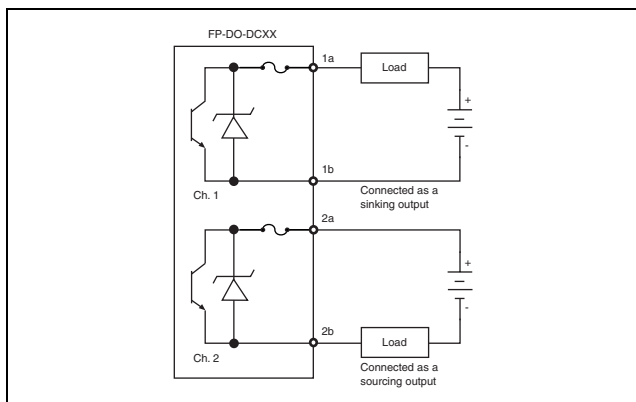 FP-DO-DCXX
1a
Load
+
-
1b
Ch. 1
Connected as a
sinking output
2a
+
-
2b
Load
Ch. 2
Connected as a
sourcing output